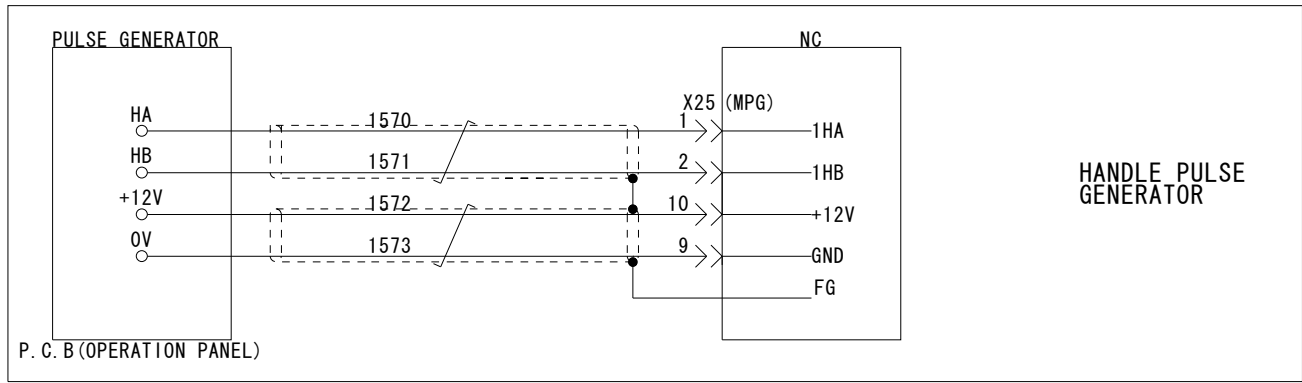 PULSE GENERATOR
NC
X25 (MPG)
HA
1570
1
1HA
HB
1571
2
1HB
HANDLE PULSE
GENERATOR
+12V
1572
10
+12V
0V
1573
9
GND
FG
P.C.B(OPERATION PANEL)